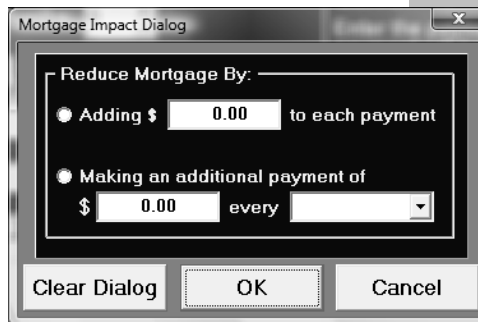 Mortgage Impact Dialog
x
Reduce Mortgage By:
Adding $ 0.00 to each payment
Making an additional payment of
$ 0.00 every
Clear Dialog OK Cancel